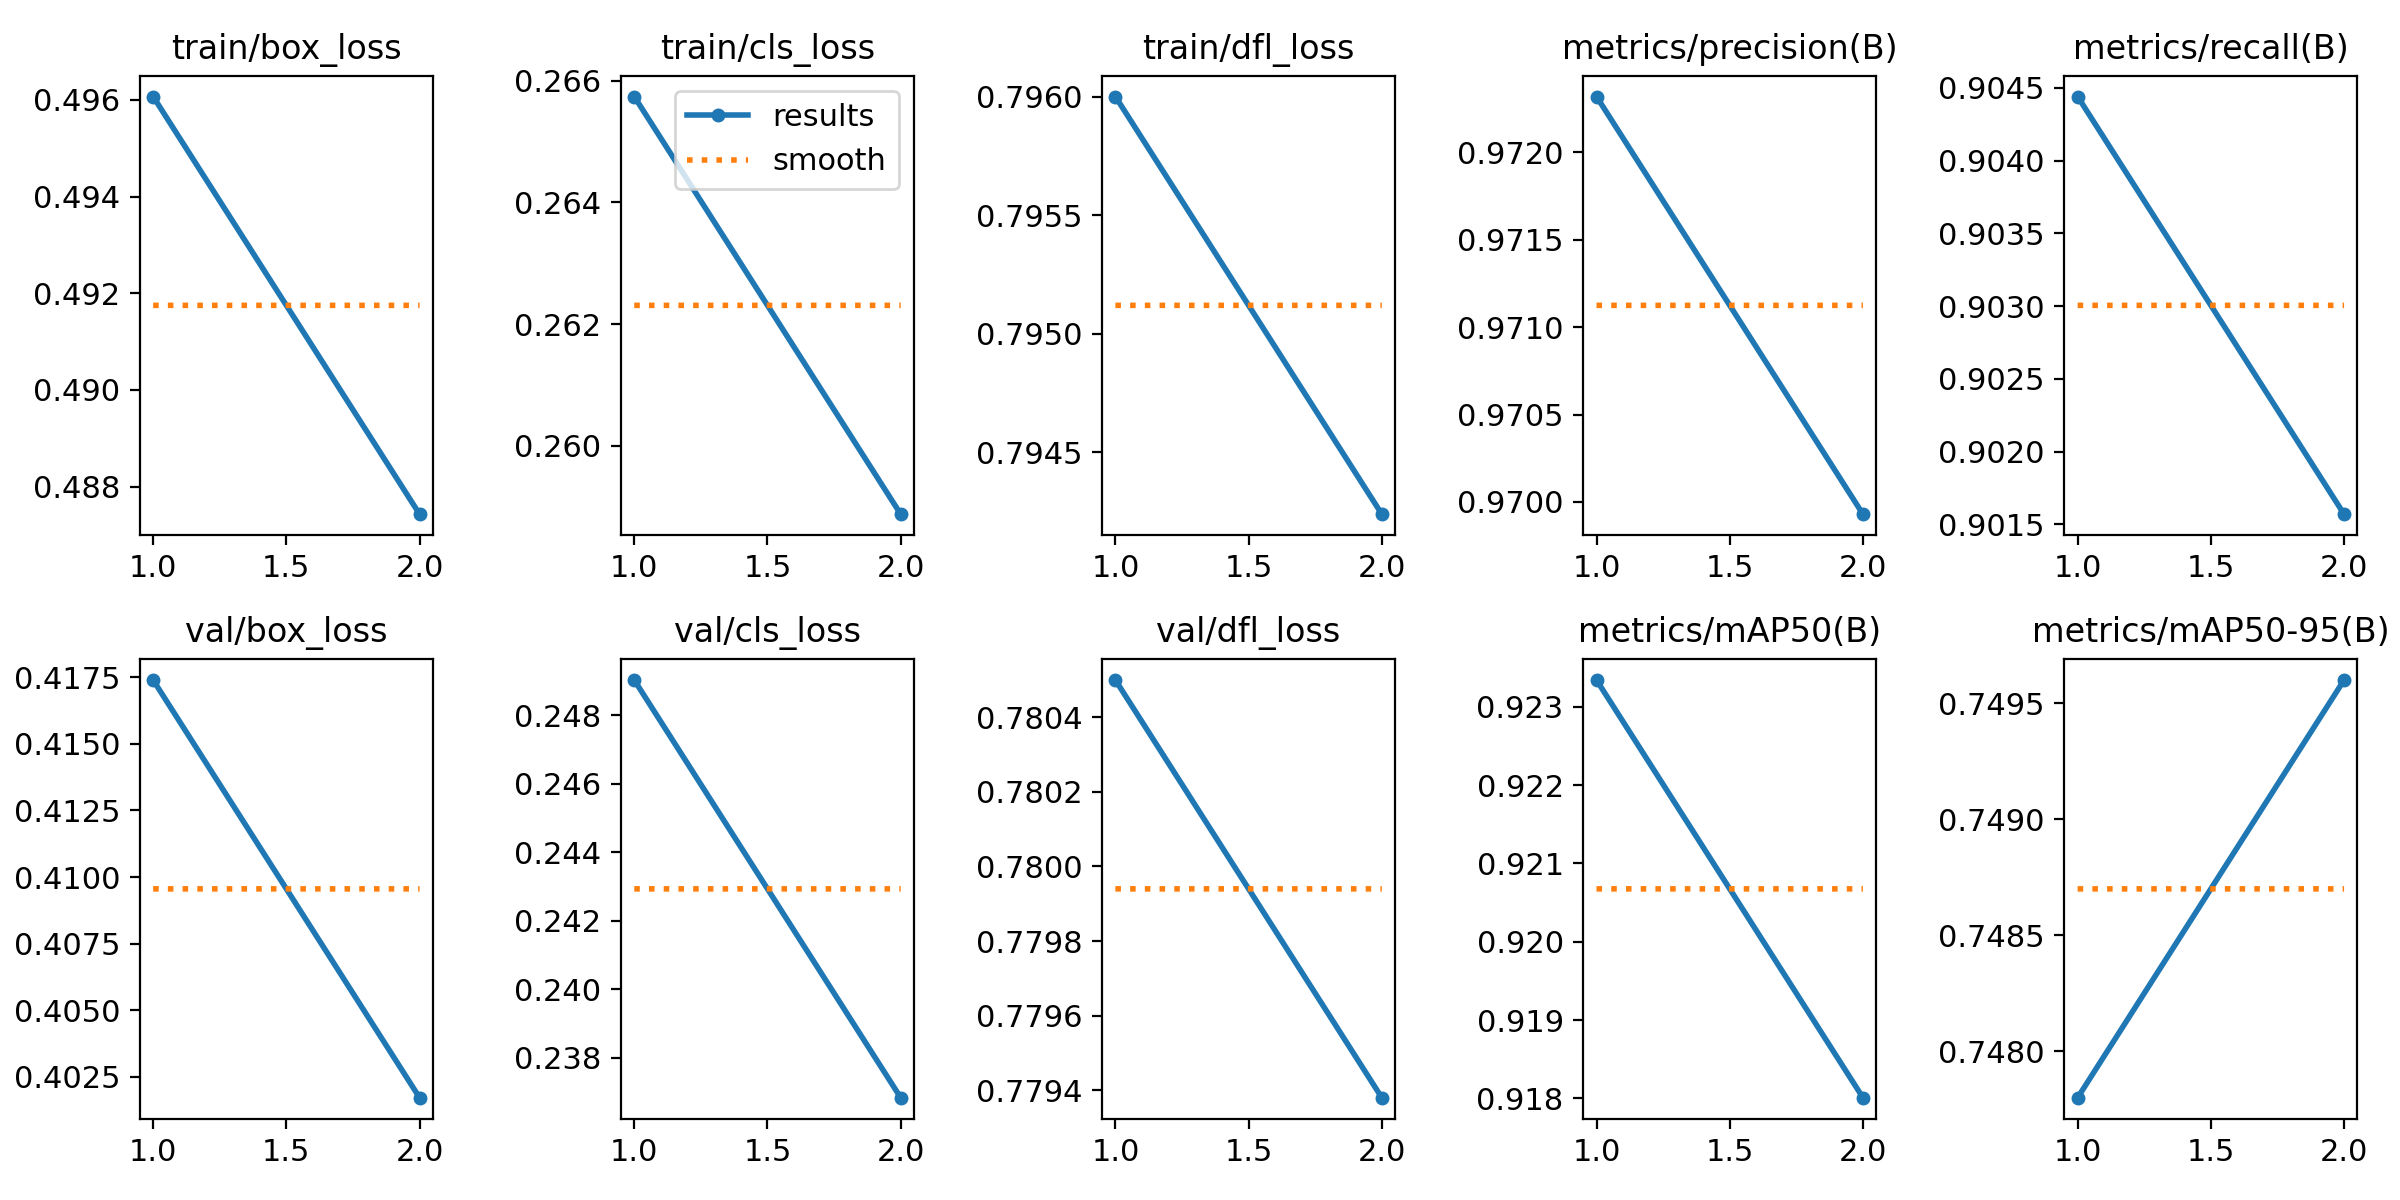 train/box_loss
0.496
0.494
0.492
0.490
0.488
1.0 1.5 2.0
train/cls_loss
results
smooth
0.266
0.264
0.262
0.260
1.0 1.5 2.0
train/dfl_loss
0.7960
0.7955
0.7950
0.7945
1.0 1.5 2.0
metrics/precision(B)
0.9720
0.9715
0.9710
0.9705
0.9700
1.0 1.5 2.0
metrics/recall(B)
0.9045
0.9040
0.9035
0.9030
0.9025
0.9020
0.9015
1.0 1.5 2.0
val/box_loss
0.4175
0.4150
0.4125
0.4100
0.4075
0.4050
0.4025
1.0 1.5 2.0
val/cls_loss
0.248
0.246
0.244
0.242
0.240
0.238
1.0 1.5 2.0
val/dfl_loss
0.7804
0.7802
0.7800
0.7798
0.7796
0.7794
1.0 1.5 2.0
metrics/mAP50(B)
0.923
0.922
0.921
0.920
0.919
0.918
1.0 1.5 2.0
metrics/mAP50-95(B)
0.7495
0.7490
0.7485
0.7480
1.0 1.5 2.0